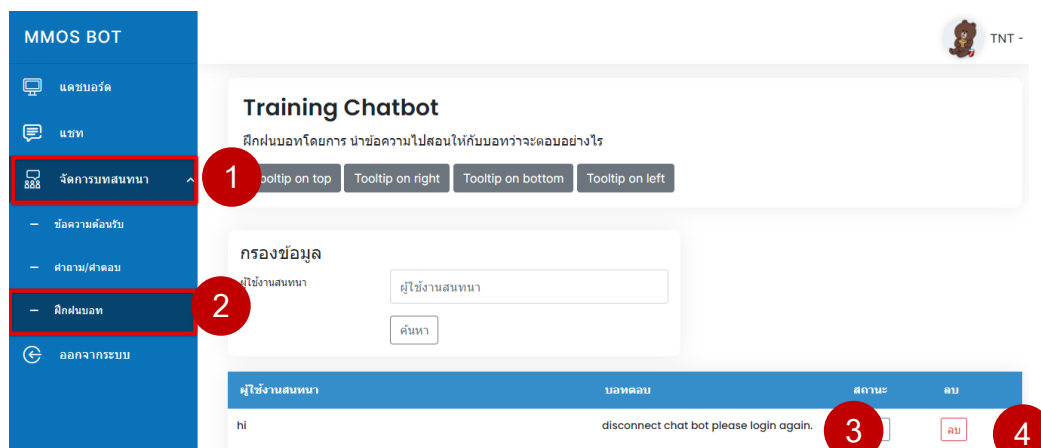 MMOS BOT
TNT -
แดชบอร์ด
แชท
จัดการบทสนทนา
ข้อความต้อนรับ
คำถาม/คำตอบ
ฝึกฝนบอท
ออกจากระบบ
1
2
Training Chatbot
ฝึกฝนบอทโดยการ นำข้อความไปสอนให้กับบอทว่าจะตอบอย่างไร
ooltip on top Tooltip on right Tooltip on bottom Tooltip on left
กรองข้อมูล
ผู้ใช้งานสนทนา ผู้ใช้งานสนทนา
ค้นหา
ผู้ใช้งานสนทนา บอทตอบ สถานะ ลบ
hi disconnect chat bot please login again. 3 ลบ 4